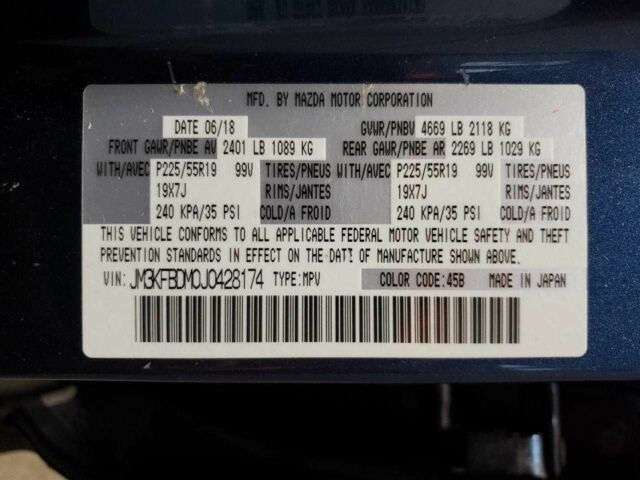 MFD. BY MAZDA MOTOR CORPORATION
DATE 06/18 GVWR/PNBV 4669 LB 2118 KG
FRONT GAWR/PNBE AV 2401 LB 1089 KG REAR GAWR/PNBE AR 2269 LB 1029 KG
WITH/AVEC P225/55R19 99V TIRES/PNEUS WITH/AVEC P225/55R19 99V TIRES/PNEUS
19X7J RIMS/JANTES 19X7J RIMS/JANTES
240 KPA/35 PSI COLD/A FROID 240 KPA/35 PSI COLD/A FROID
THIS VEHICLE CONFORMS TO ALL APPLICABLE FEDERAL MOTOR VEHICLE SAFETY AND THEFT
PREVENTION STANDARDS IN EFFECT ON THE DATE OF MANUFACTURE SHOWN ABOVE.
VIN: JM3KFBDM0J0428174 TYPE:MPV COLOR CODE:45B MADE IN JAPAN